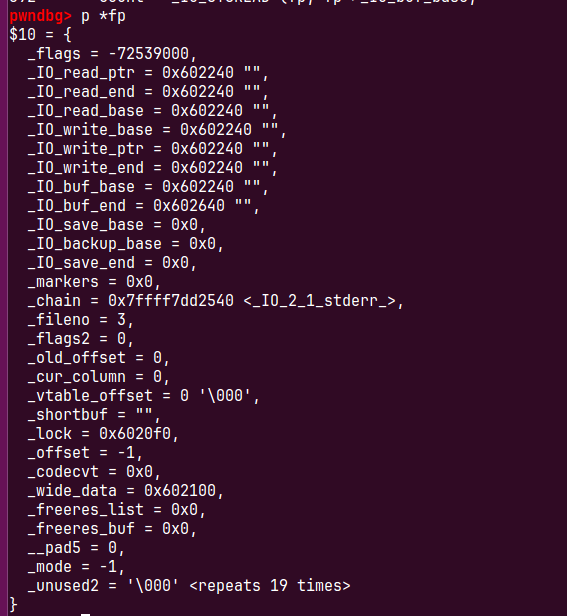 pwndbg> p *fp
$10 = {
  _flags = -72539000,
  _IO_read_ptr = 0x602240 "",
  _IO_read_end = 0x602240 "",
  _IO_read_base = 0x602240 "",
  _IO_write_base = 0x602240 "",
  _IO_write_ptr = 0x602240 "",
  _IO_write_end = 0x602240 "",
  _IO_buf_base = 0x602240 "",
  _IO_buf_end = 0x602640 "",
  _IO_save_base = 0x0,
  _IO_backup_base = 0x0,
  _IO_save_end = 0x0,
  _markers = 0x0,
  _chain = 0x7ffff7dd2540 <_IO_2_1_stderr_>,
  _fileno = 3,
  _flags2 = 0,
  _old_offset = 0,
  _cur_column = 0,
  _vtable_offset = 0 '\000',
  _shortbuf = "",
  _lock = 0x6020f0,
  _offset = -1,
  _codecvt = 0x0,
  _wide_data = 0x602100,
  _freeres_list = 0x0,
  _freeres_buf = 0x0,
  __pad5 = 0,
  _mode = -1,
  _unused2 = '\000' <repeats 19 times>
}